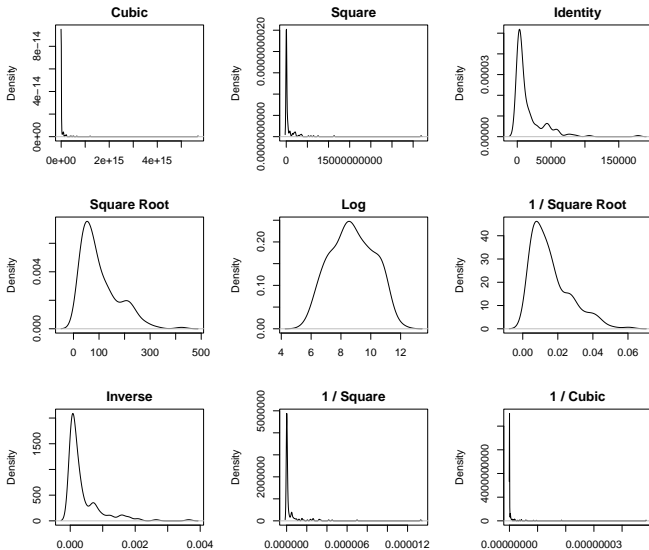 Cubic
Density
0e+00 4e−14 8e−14
0e+00 2e+15 4e+15
Square
Density
0.0000000000 0.0000000020
0 15000000000
Identity
Density
0.00000 0.00003
0 50000 150000
Square Root
Density
0.000 0.004
0 100 300 500
Log
Density
0.00 0.10 0.20
4 6 8 10 12
1 / Square Root
Density
0 10 20 30 40
0.00 0.02 0.04 0.06
Inverse
Density
0 500 1500
0.000 0.002 0.004
1 / Square
Density
0 2000000 5000000
0.000000 0.000006 0.000012
1 / Cubic
Density
0 4000000000
0.00000000 0.00000003